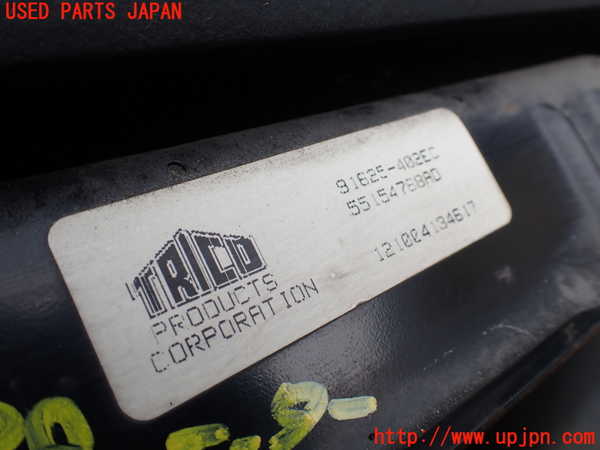 USED PARTS JAPAN
91625-402EC
55154768AD
121004134617
TRICO
PRODUCTS
CORPORATION
http://www.upjpn.com/